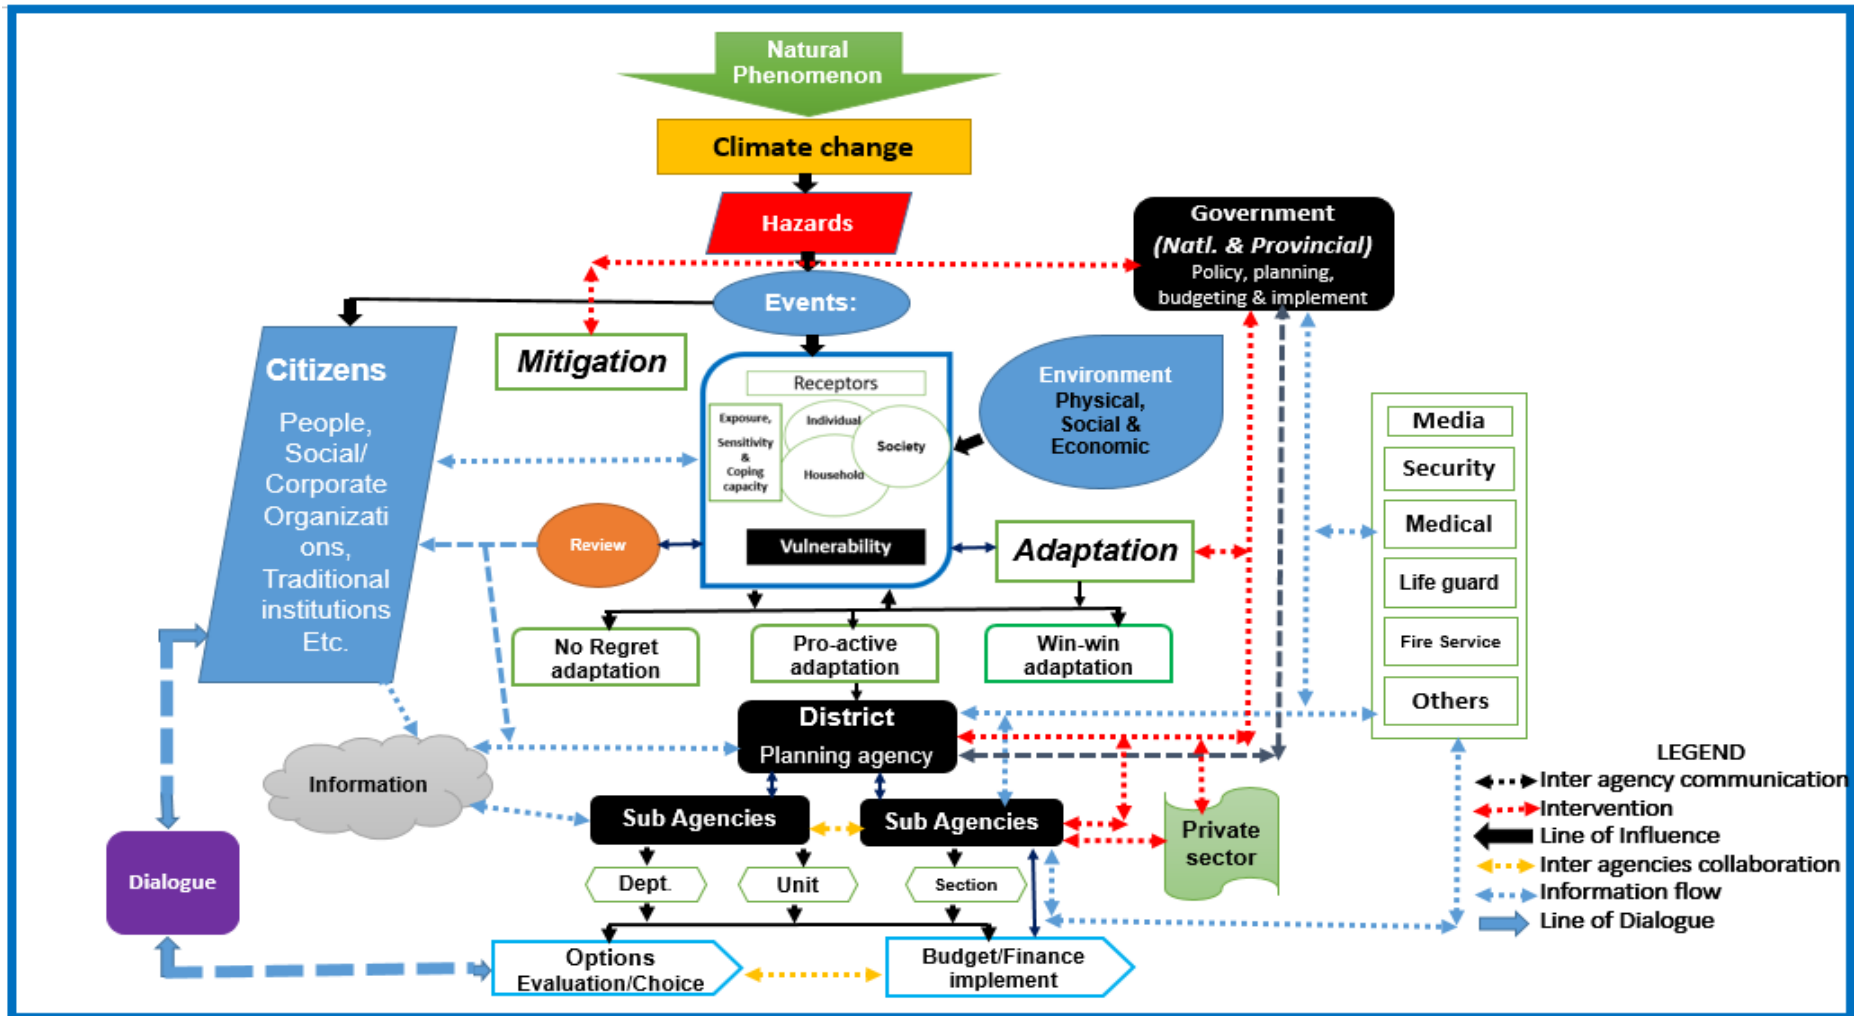 Natural
Phenomenon
Climate change
Hazards
Government
(Natl. & Provincial)
Policy, planning,
budgeting & implement
Events:
Citizens
People,
Social/
Corporate
Organizati
ons,
Traditional
institutions
Etc.
Mitigation
Receptors
Exposure,
Sensitivity
&
Coping
capacity
Individual
Society
Household
Vulnerability
Environment
Physical,
Social &
Economic
Media
Security
Medical
Life guard
Fire Service
Others
Review
Adaptation
No Regret
adaptation
Pro-active
adaptation
Win-win
adaptation
District
Planning agency
Information
Sub Agencies
Sub Agencies
Private
sector
Dialogue
Dept.
Unit
Section
Options
Evaluation/Choice
Budget/Finance
implement
LEGEND
Inter agency communication
Intervention
Line of Influence
Inter agencies collaboration
Information flow
Line of Dialogue